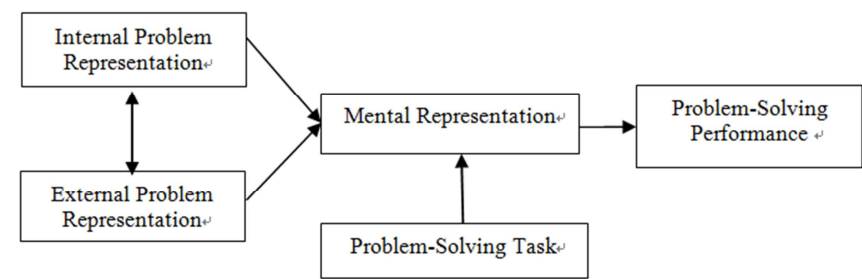 Internal Problem
Representation
Mental Representation
Problem-Solving
Performance
External Problem
Representation
Problem-Solving Task